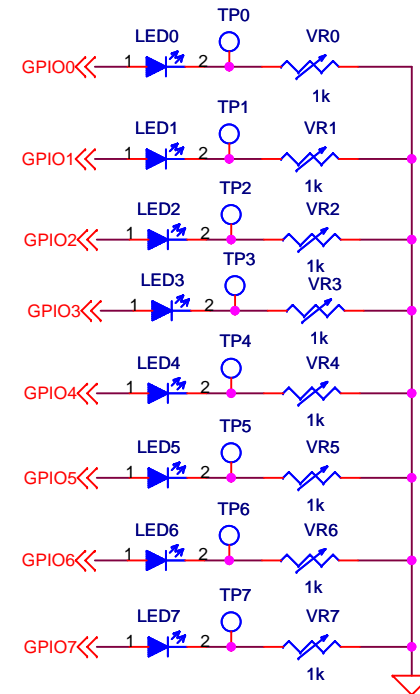 TP0
LED0 VR0
GPIO0 1 2
1k
TP1
LED1 VR1
GPIO1 1 2
1k
TP2
LED2 VR2
GPIO2 1 2
1k
TP3
LED3 VR3
GPIO3 1 2
1k
TP4
LED4 VR4
GPIO4 1 2
1k
TP5
LED5 VR5
GPIO5 1 2
1k
TP6
LED6 VR6
GPIO6 1 2
1k
TP7
LED7 VR7
GPIO7 1 2
1k